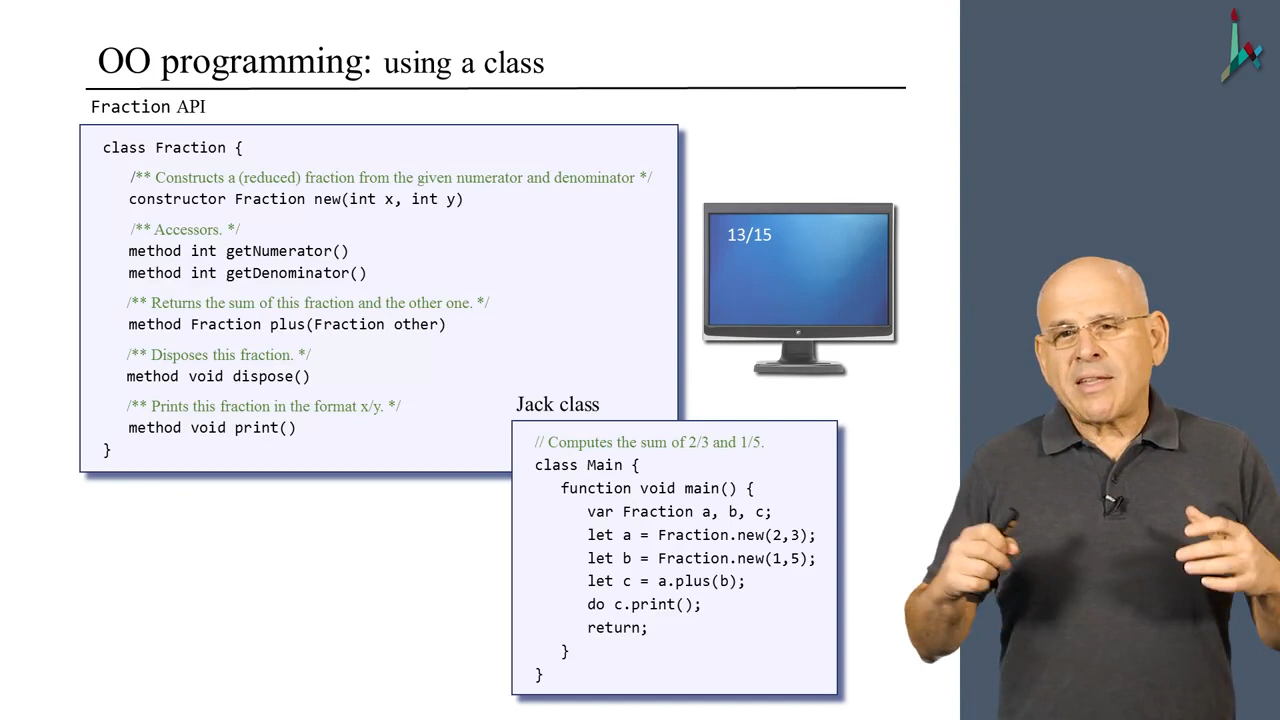 OO programming: using a class
Fraction API
class Fraction {
/** Constructs a (reduced) fraction from the given numerator and denominator */
constructor Fraction new(int x, int y)
/** Accessors. */
method int getNumerator()
method int getDenominator()
/** Returns the sum of this fraction and the other one. */
method Fraction plus(Fraction other)
/** Disposes this fraction. */
method void dispose()
/** Prints this fraction in the format x/y. */
method void print()
}
13/15
Jack class
// Computes the sum of 2/3 and 1/5.
class Main {
function void main() {
var Fraction a, b, c;
let a = Fraction.new(2,3);
let b = Fraction.new(1,5);
let c = a.plus(b);
do c.print();
return;
}
}